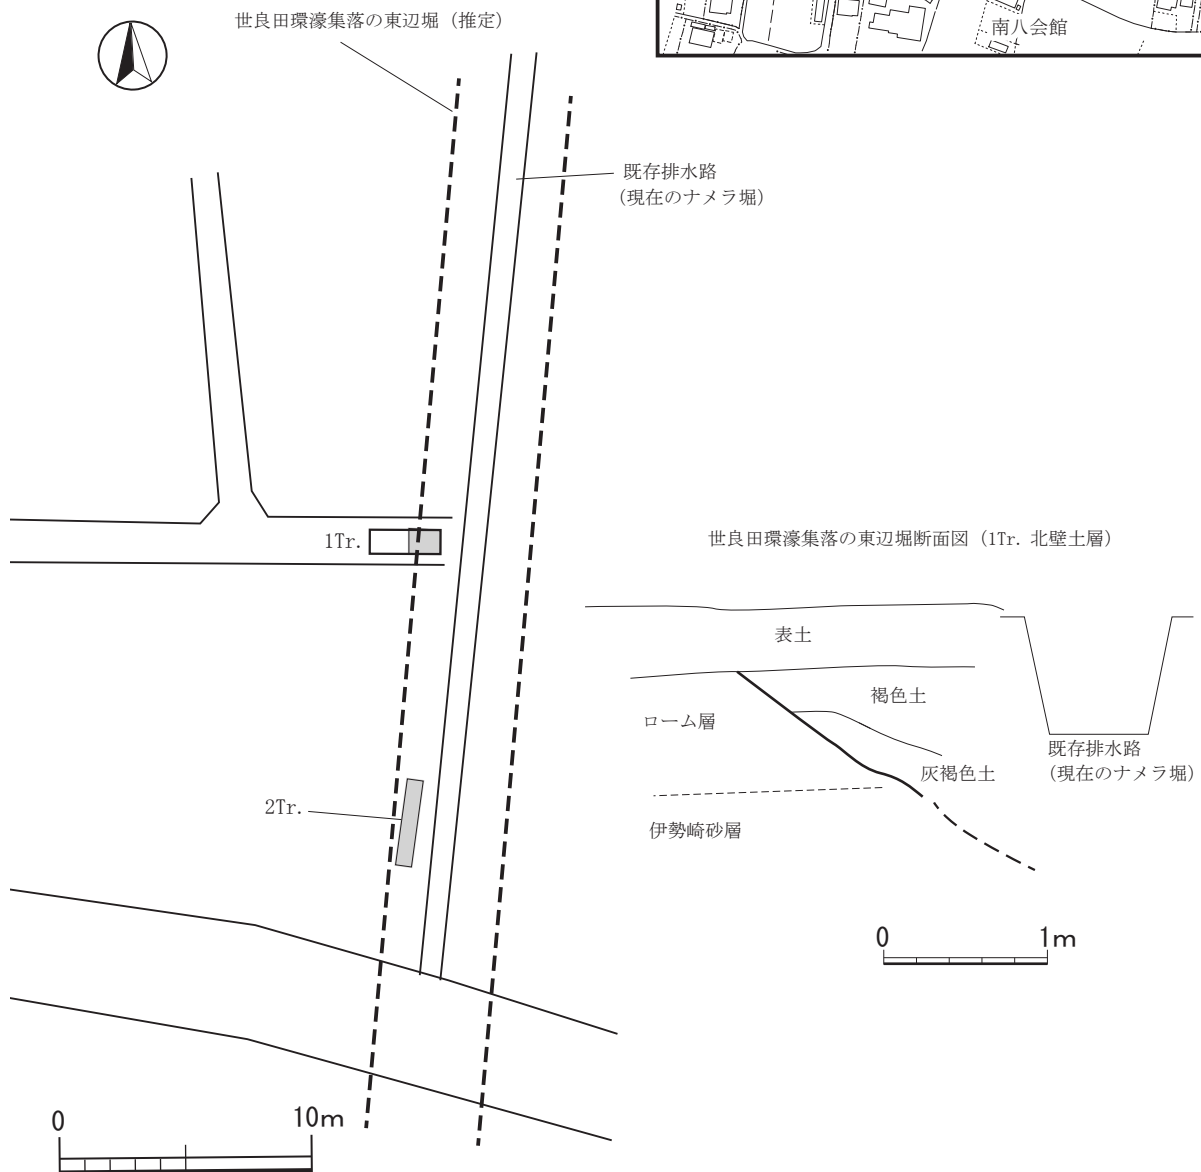 世良田環濠集落の東辺堀（推定）
南八会館
既存排水路
（現在のナメラ堀）
1Tr.
世良田環濠集落の東辺堀断面図（1Tr. 北壁土層）
表土
褐色土
ローム層
既存排水路
（現在のナメラ堀）
灰褐色土
2Tr.
伊勢崎砂層
0 1m
0 10m